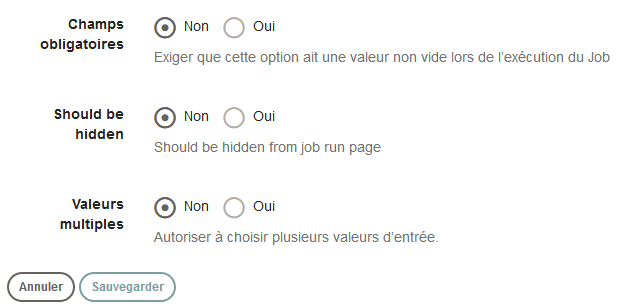 Champs obligatoires
Non Oui
Exiger que cette option ait une valeur non vide lors de l'exécution du Job
Should be hidden
Non Oui
Should be hidden from job run page
Valeurs multiples
Non Oui
Autoriser à choisir plusieurs valeurs d'entrée.
Annuler Sauvegarder